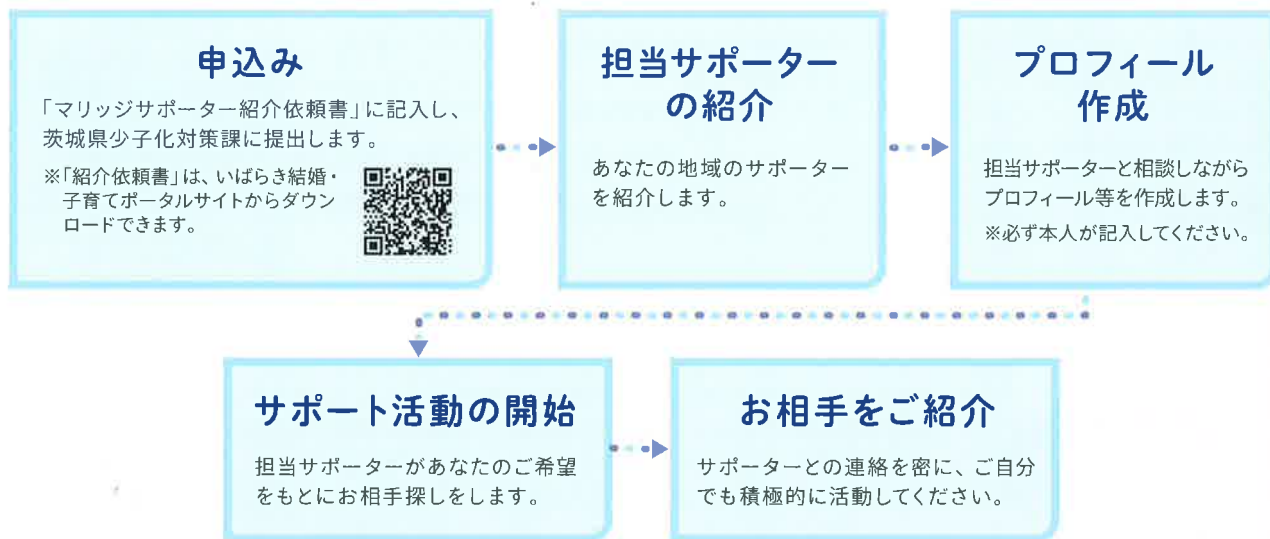 申込み
「マリッジサポーター紹介依頼書」に記入し、
茨城県少子化対策課に提出します。
※「紹介依頼書」は、いばらき結婚・
子育てポータルサイトからダウン
ロードできます。
担当サポーター
の紹介
あなたの地域のサポーター
を紹介します。
プロフィール
作成
担当サポーターと相談しながら
プロフィール等を作成します。
※必ず本人が記入してください。
サポート活動の開始
担当サポーターがあなたのご希望
をもとにお相手探しをします。
お相手をご紹介
サポーターとの連絡を密に、ご自分
でも積極的に活動してください。